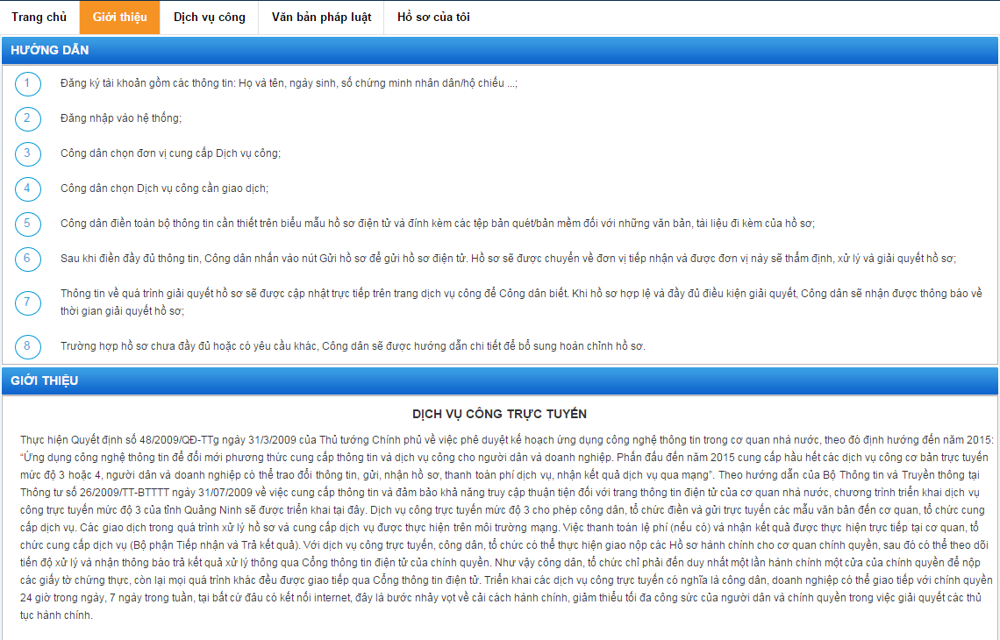 Trang chủ Giới thiệu Dịch vụ công Văn bản pháp luật Hồ sơ của tôi
HƯỚNG DẪN
1 Đăng ký tài khoản gồm các thông tin: Họ và tên, ngày sinh, số chứng minh nhân dân/hộ chiếu ...;
2 Đăng nhập vào hệ thống;
3 Công dân chọn đơn vị cung cấp Dịch vụ công;
4 Công dân chọn Dịch vụ công cần giao dịch;
5 Công dân điền toàn bộ thông tin cần thiết trên biểu mẫu hồ sơ điện tử và đính kèm các tệp bản quét/bản mềm đối với những văn bản, tài liệu đi kèm của hồ sơ;
6 Sau khi điền đầy đủ thông tin, Công dân nhấn vào nút Gửi hồ sơ để gửi hồ sơ điện tử. Hồ sơ sẽ được chuyển về đơn vị tiếp nhận và được đơn vị này sẽ thẩm định, xử lý và giải quyết hồ sơ;
7 Thông tin về quá trình giải quyết hồ sơ sẽ được cập nhật trực tiếp trên trang dịch vụ công để Công dân biết. Khi hồ sơ hợp lệ và đầy đủ điều kiện giải quyết, Công dân sẽ nhận được thông báo về
thời gian giải quyết hồ sơ;
8 Trường hợp hồ sơ chưa đầy đủ hoặc có yêu cầu khác, Công dân sẽ được hướng dẫn chi tiết để bổ sung hoàn chỉnh hồ sơ.
GIỚI THIỆU
DỊCH VỤ CÔNG TRỰC TUYẾN
Thực hiện Quyết định số 48/2009/QĐ-TTg ngày 31/3/2009 của Thủ tướng Chính phủ về việc phê duyệt kế hoạch ứng dụng công nghệ thông tin trong cơ quan nhà nước, theo đó định hướng đến năm 2015:
“Ứng dụng công nghệ thông tin để đổi mới phương thức cung cấp thông tin và dịch vụ công cho người dân và doanh nghiệp. Phấn đấu đến năm 2015 cung cấp hầu hết các dịch vụ công cơ bản trực tuyến
mức độ 3 hoặc 4, người dân và doanh nghiệp có thể trao đổi thông tin, gửi, nhận hồ sơ, thanh toán phí dịch vụ, nhận kết quả dịch vụ qua mạng”. Theo hướng dẫn của Bộ Thông tin và Truyền thông tại
Thông tư số 26/2009/TT-BTTTT ngày 31/07/2009 về việc cung cấp thông tin và đảm bảo khả năng truy cập thuận tiện đối với trang thông tin điện tử của cơ quan nhà nước, chương trình triển khai dịch vụ
công trực tuyến mức độ 3 của tỉnh Quảng Ninh sẽ được triển khai tại đây. Dịch vụ công trực tuyến mức độ 3 cho phép công dân, tổ chức điền và gửi trực tuyến các mẫu văn bản đến cơ quan, tổ chức cung
cấp dịch vụ. Các giao dịch trong quá trình xử lý hồ sơ và cung cấp dịch vụ được thực hiện trên môi trường mạng. Việc thanh toán lệ phí (nếu có) và nhận kết quả được thực hiện trực tiếp tại cơ quan, tổ
chức cung cấp dịch vụ (Bộ phận Tiếp nhận và Trả kết quả). Với dịch vụ công trực tuyến, công dân, tổ chức có thể thực hiện giao nộp các Hồ sơ hành chính cho cơ quan chính quyền, sau đó có thể theo dõi
tiến độ xử lý và nhận thông báo trả kết quả xử lý thông qua Cổng thông tin điện tử của chính quyền. Như vậy công dân, tổ chức chỉ phải đến duy nhất một lần hành chính một cửa của chính quyền để nộp
các giấy tờ chứng thực, còn lại mọi quá trình khác đều được giao tiếp qua Cổng thông tin điện tử. Triển khai các dịch vụ công trực tuyến có nghĩa là công dân, doanh nghiệp có thể giao tiếp với chính quyền
24 giờ trong ngày, 7 ngày trong tuần, tại bất cứ đâu có kết nối internet, đây là bước nhảy vọt về cải cách hành chính, giảm thiểu tối đa công sức của người dân và chính quyền trong việc giải quyết các thủ
tục hành chính.